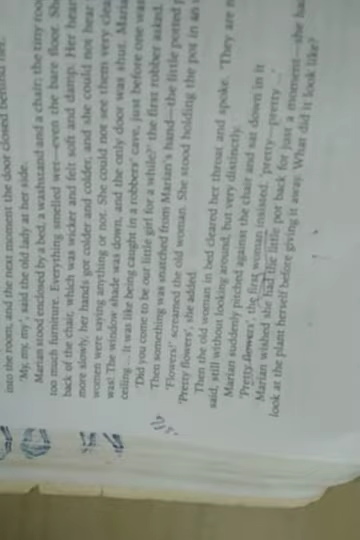 into the room, and the next moment the door closed behind her.
'My, my, my', said the old lady at her side.
Marian stood enclosed by a bed, a washstand and a chair; the tiny room
too much furniture. Everything smelled wet—even the bare floor. She
back of the chair, which was wicker and felt soft and damp. Her heart
more slowly, her hands got colder and colder, and she could not hear
women were saying anything or not. She could not see them very clear
was! The window shade was down, and the only door was shut. Maria
ceiling... It was like being caught in a robbers' cave, just before one wa
'Did you come to be our little girl for a while?' the first robber asked.
Then something was snatched from Marian's hand—the little potted p
'Flowers!' screamed the old woman. She stood holding the pot in an
'Pretty flowers', she added.
Then the old woman in bed cleared her throat and spoke. 'They are n
said, still without looking around, but very distinctly.
Marian suddenly pitched against the chair and sat down in it
'Pretty flowers', the first woman insisted. 'pretty—pretty...'
Marian wished she had the little pot back for just a moment—she had
look at the plant herself before giving it away. What did it look like?